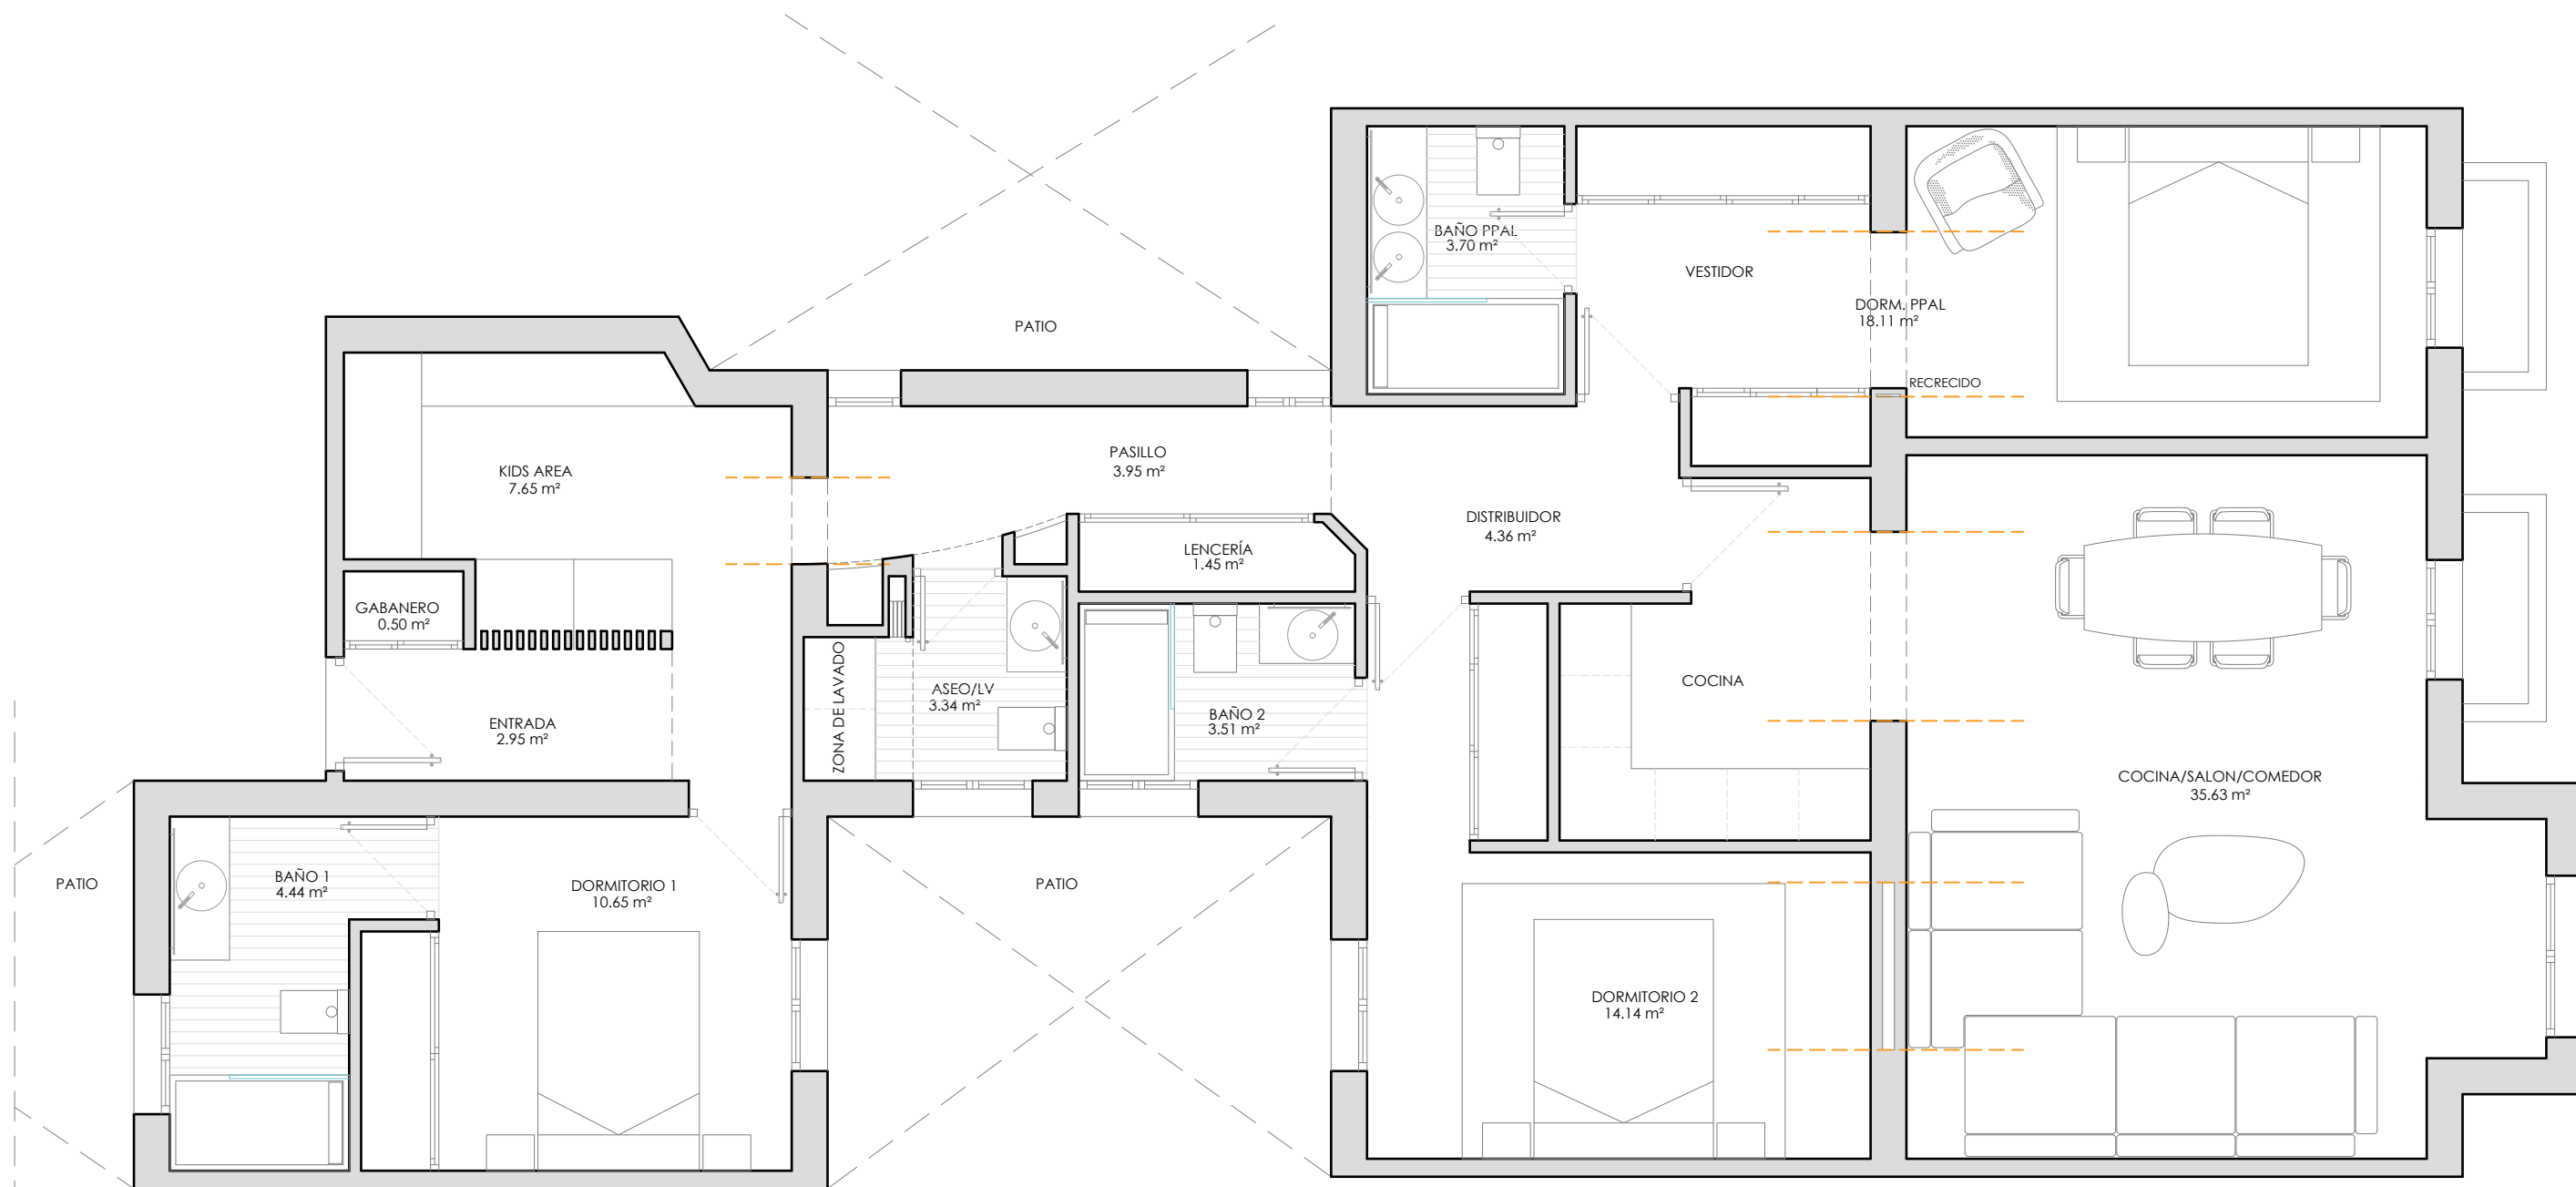 PATIO
BAÑO PPAL
3.70 m²
VESTIDOR
DORM. PPAL
18.11 m²
RECRECIDO
KIDS AREA
7.65 m²
PASILLO
3.95 m²
DISTRIBUIDOR
4.36 m²
LENCERÍA
1.45 m²
GABANERO
0.50 m²
ENTRADA
2.95 m²
ZONA DE LAVADO
ASEO/LV
3.34 m²
BAÑO 2
3.51 m²
COCINA
COCINA/SALON/COMEDOR
35.63 m²
PATIO
BAÑO 1
4.44 m²
DORMITORIO 1
10.65 m²
PATIO
DORMITORIO 2
14.14 m²